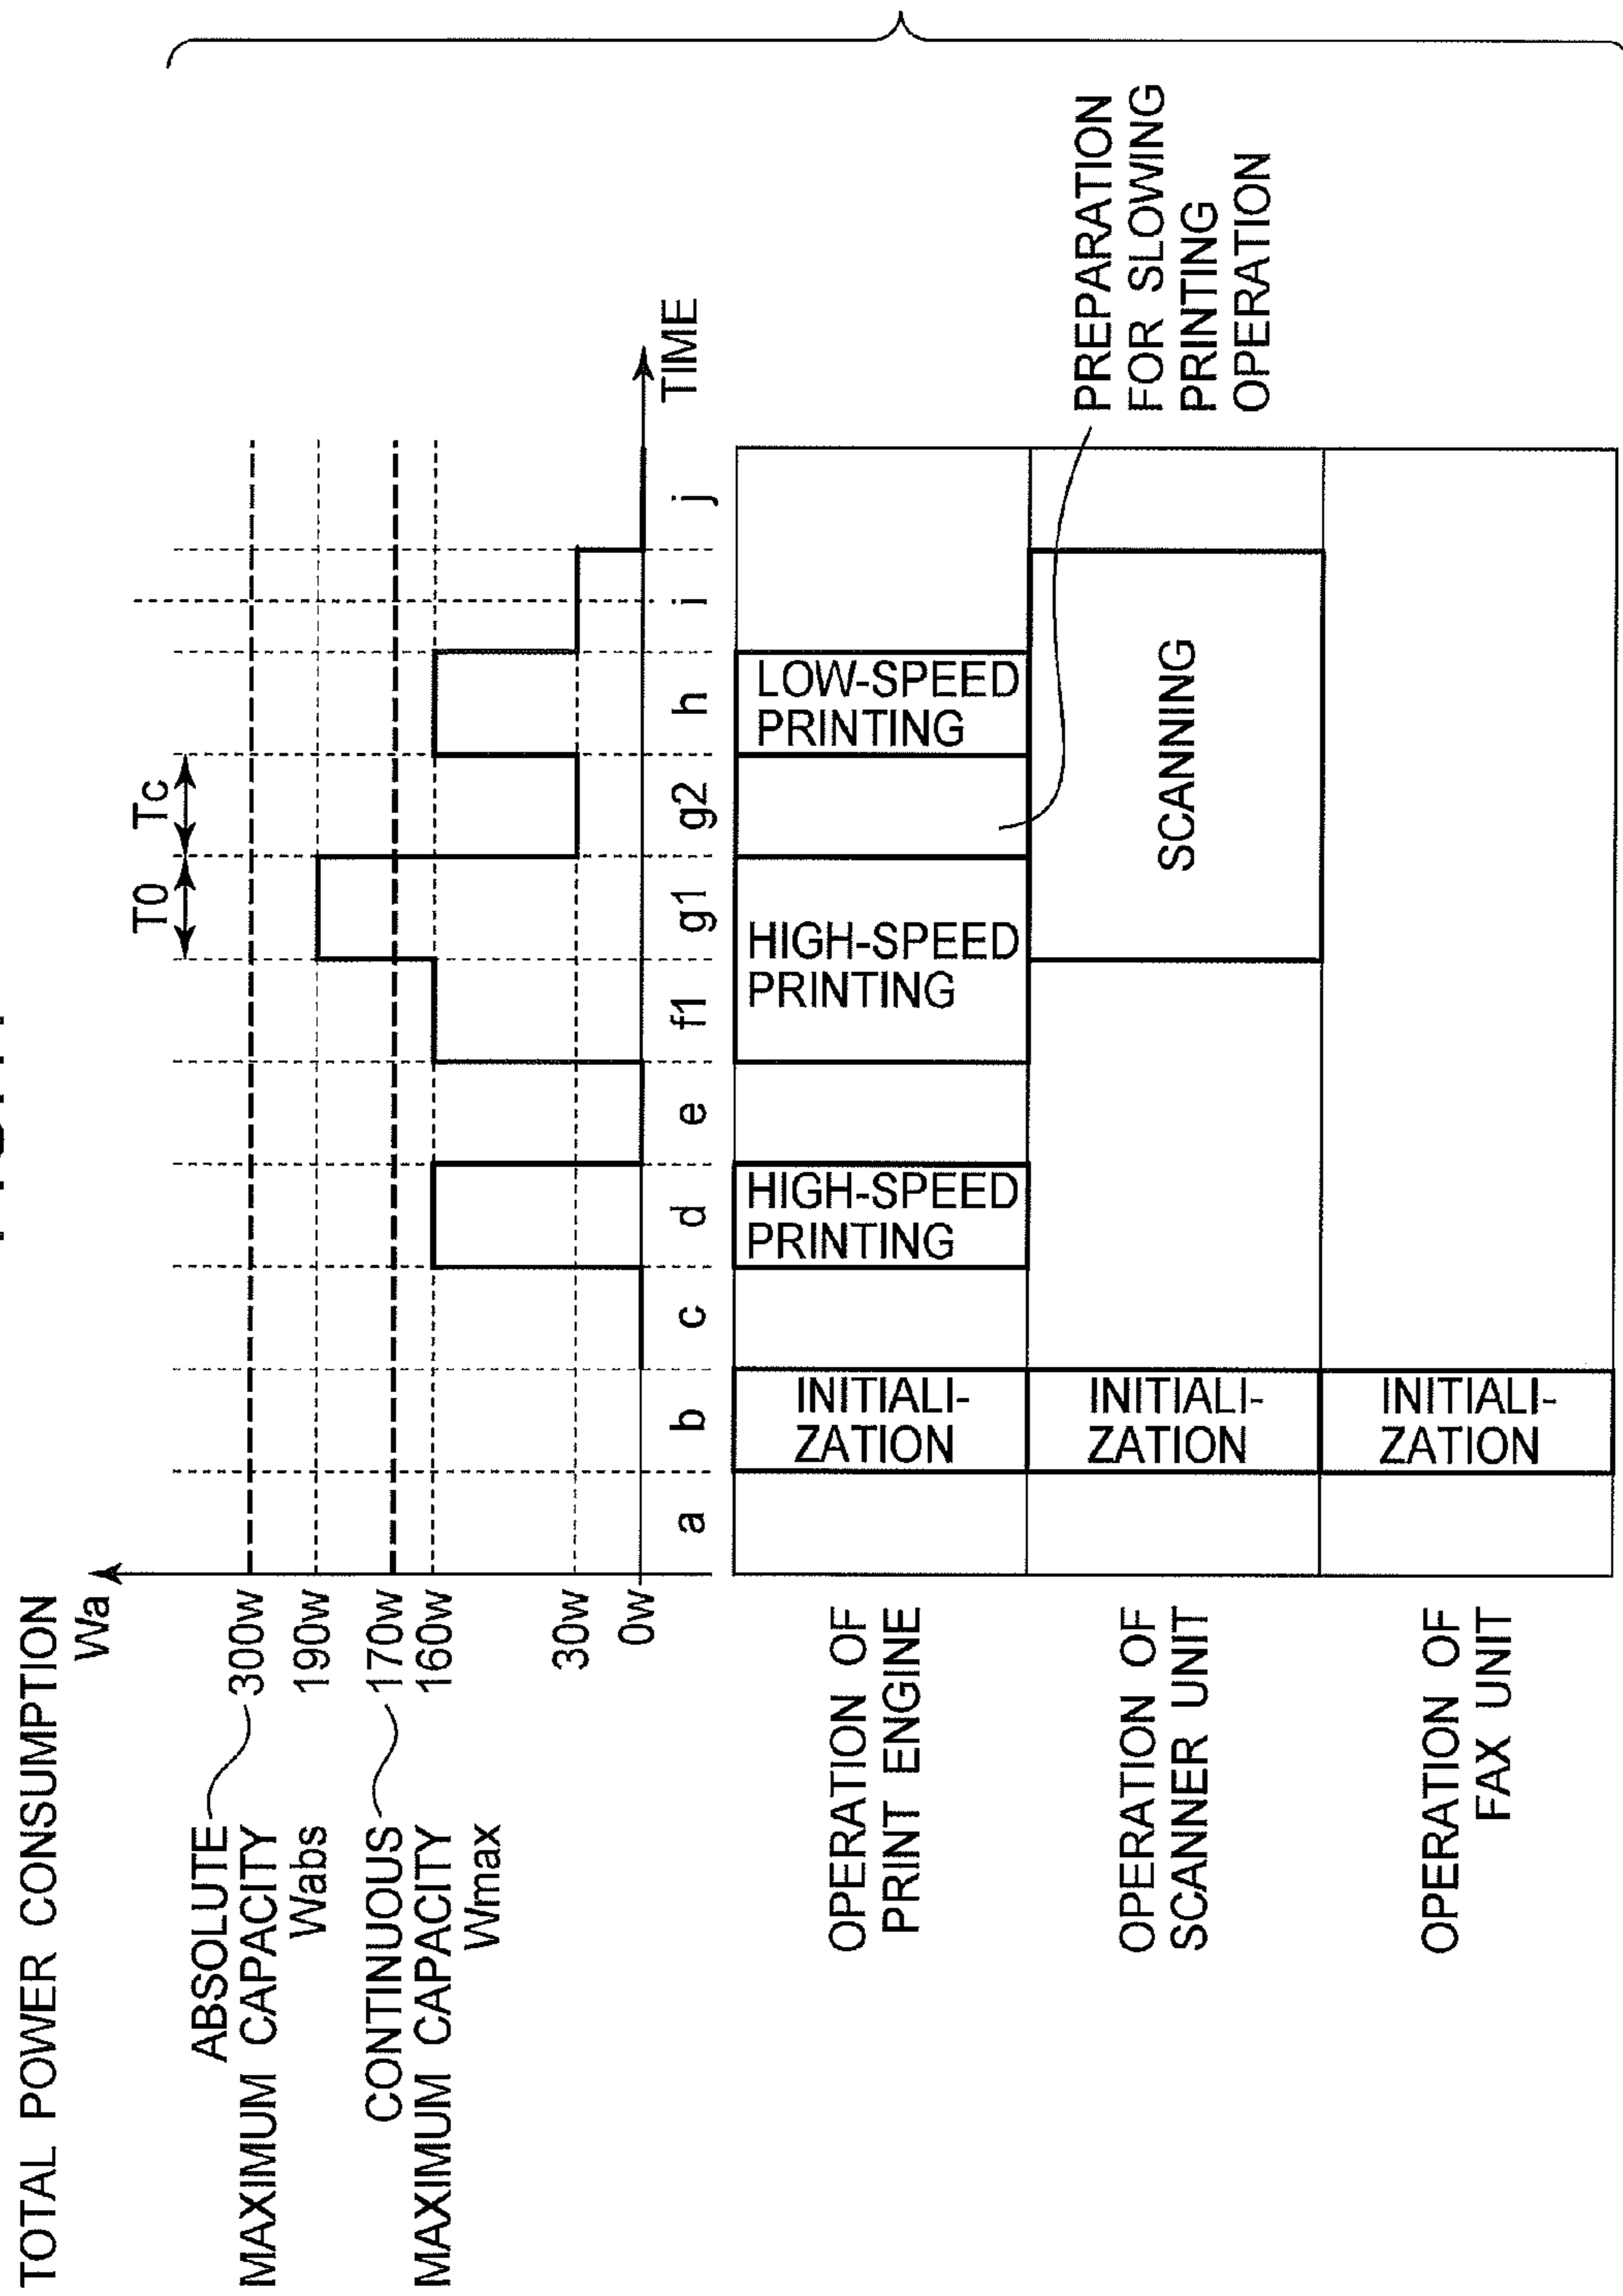 TOTAL POWER CONSUMPTION
Wa
ABSOLUTE
MAXIMUM CAPACITY
Wabs
CONTINUOUS
MAXIMUM CAPACITY
Wmax
300w
190w
170w
160w
30w
0w
T0
Tc
TIME
a
b
c
d
e
f1
g1
g2
h
i
j
OPERATION OF
PRINT ENGINE
INITIALI-
ZATION
HIGH-SPEED
PRINTING
HIGH-SPEED
PRINTING
LOW-SPEED
PRINTING
PREPARATION
FOR SLOWING
PRINTING
OPERATION
OPERATION OF
SCANNER UNIT
INITIALI-
ZATION
SCANNING
OPERATION OF
FAX UNIT
INITIALI-
ZATION